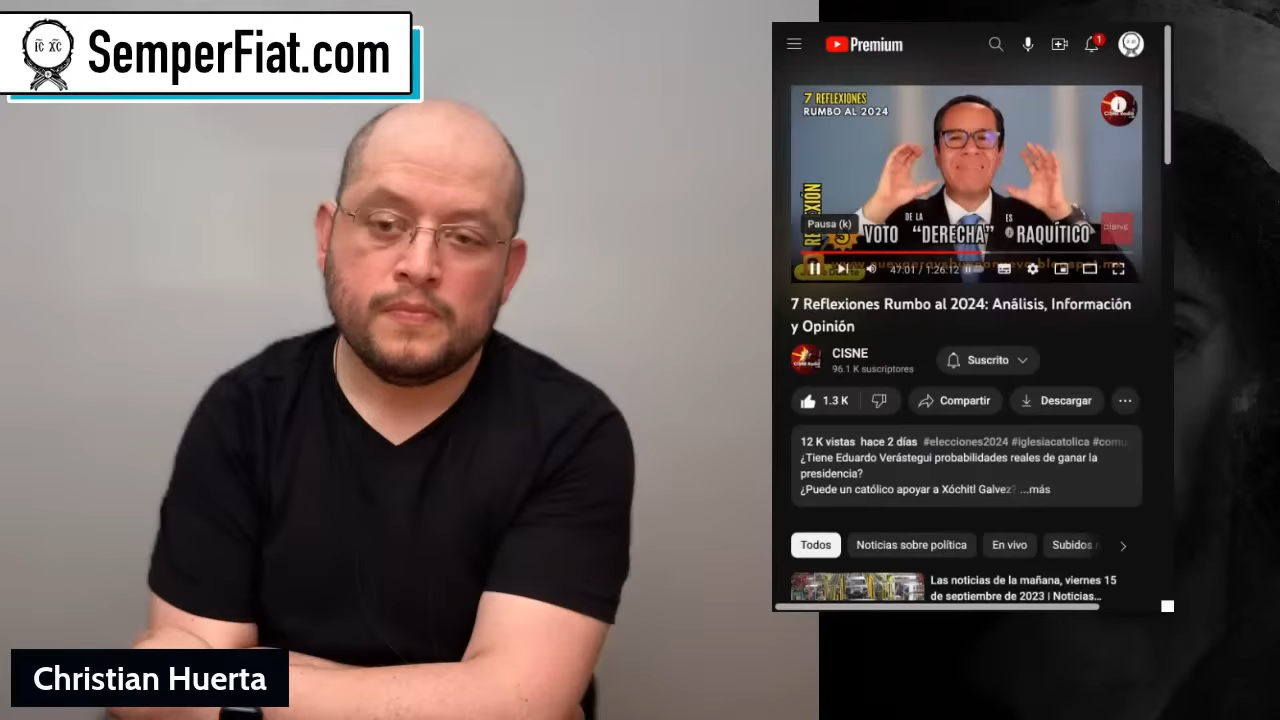 IC XC
SemperFiat.com
Christian Huerta
Premium
1
7 REFLEXIONES
RUMBO AL 2024
Pausa (k)
VOTO DE LA "DERECHA" ES RAQUÍTICO
CISNE
47:01 / 1:26:12
7 Reflexiones Rumbo al 2024: Análisis, Información
y Opinión
CISNE
96.1 K suscriptores
Suscrito
1.3 K
Compartir
Descargar
12 K vistas hace 2 días #elecciones2024 #iglesiacatolica #comu
¿Tiene Eduardo Verástegui probabilidades reales de ganar la
presidencia?
¿Puede un católico apoyar a Xóchitl Galvez? ...más
Todos
Noticias sobre política
En vivo
Subidos
Las noticias de la mañana, viernes 15
de septiembre de 2023 | Noticias...